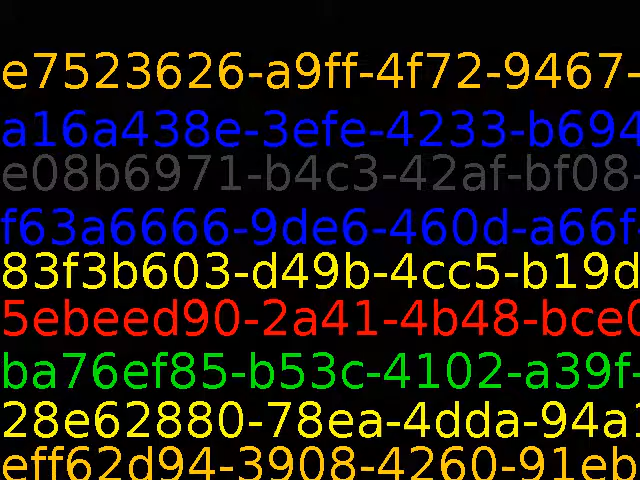 e7523626-a9ff-4f72-9467-
a16a438e-3efe-4233-b694
e08b6971-b4c3-42af-bf08-
f63a6666-9de6-460d-a66f-
83f3b603-d49b-4cc5-b19d
5ebeed90-2a41-4b48-bce0
ba76ef85-b53c-4102-a39f-
28e62880-78ea-4dda-94a1
eff62d94-3908-4260-91eb